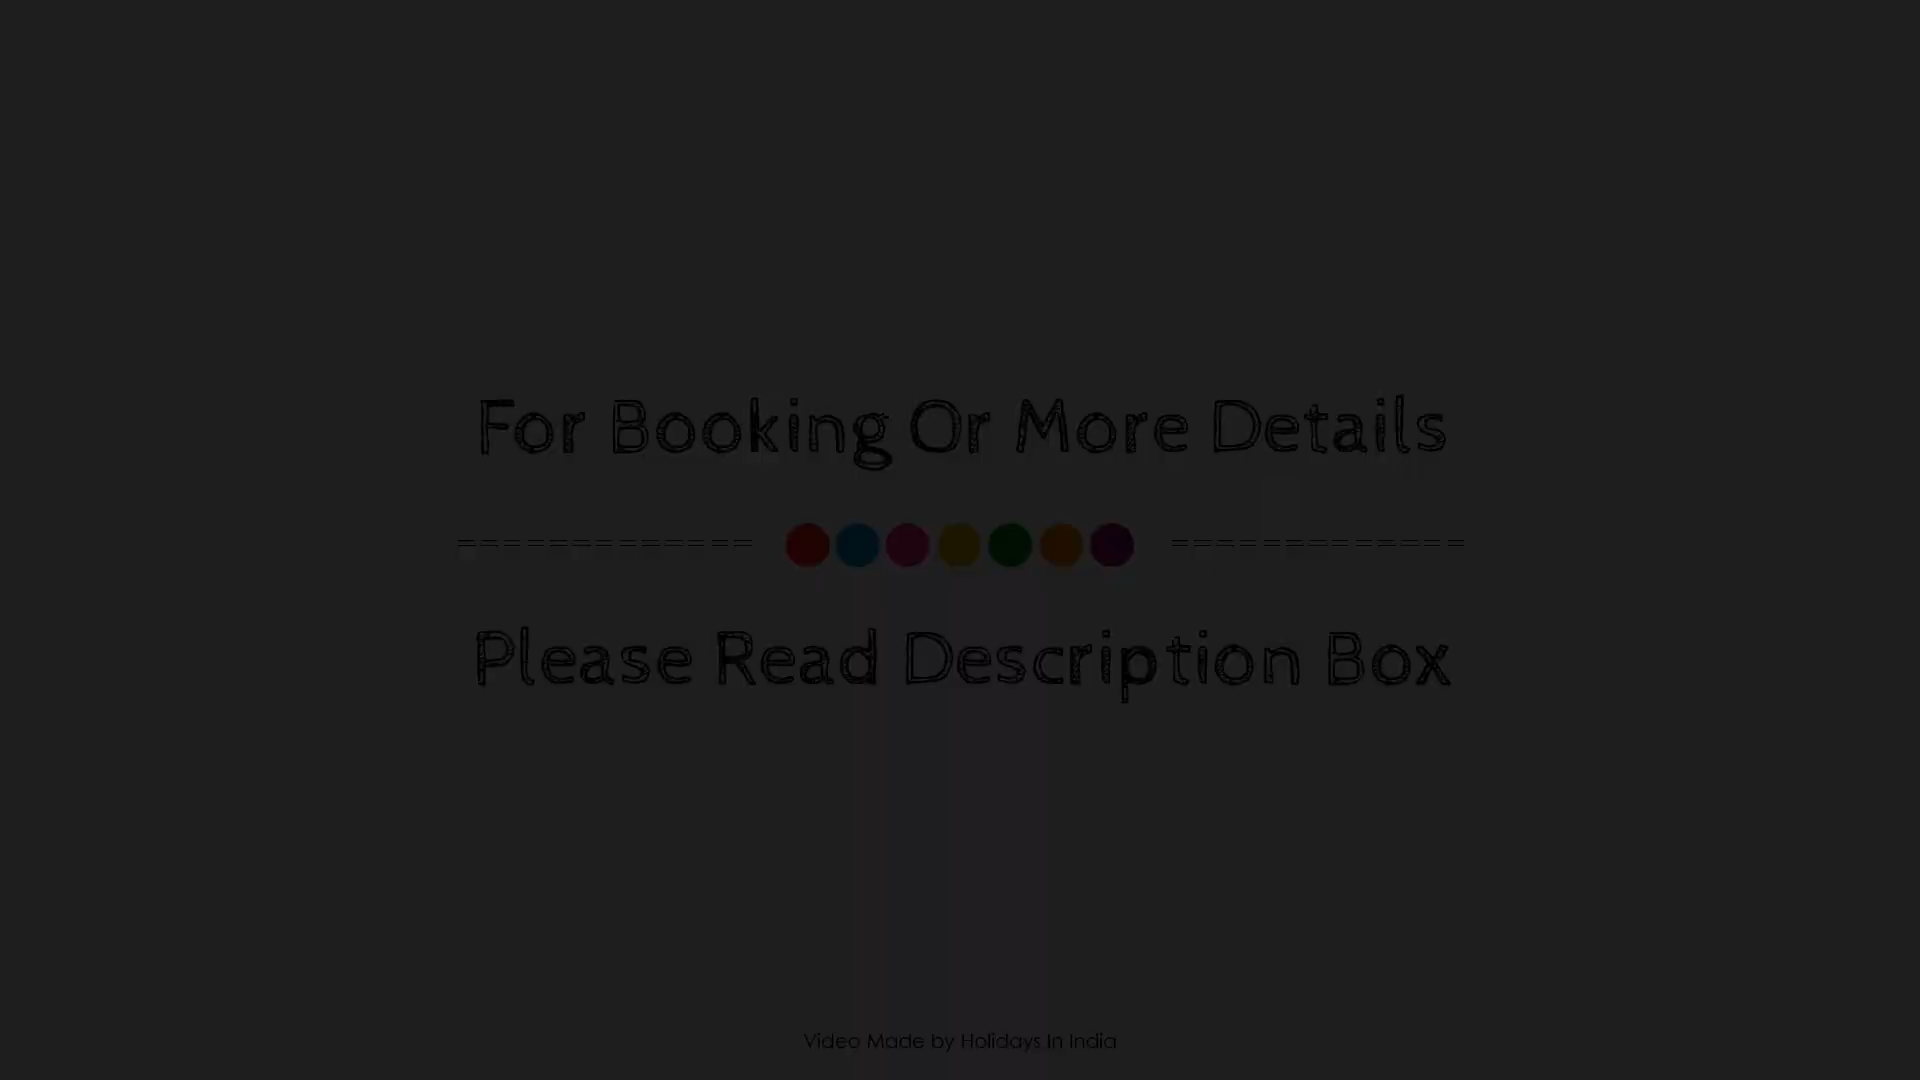 For Booking Or More Details
============= =============
Please Read Description Box
Video Made by Holidays In India